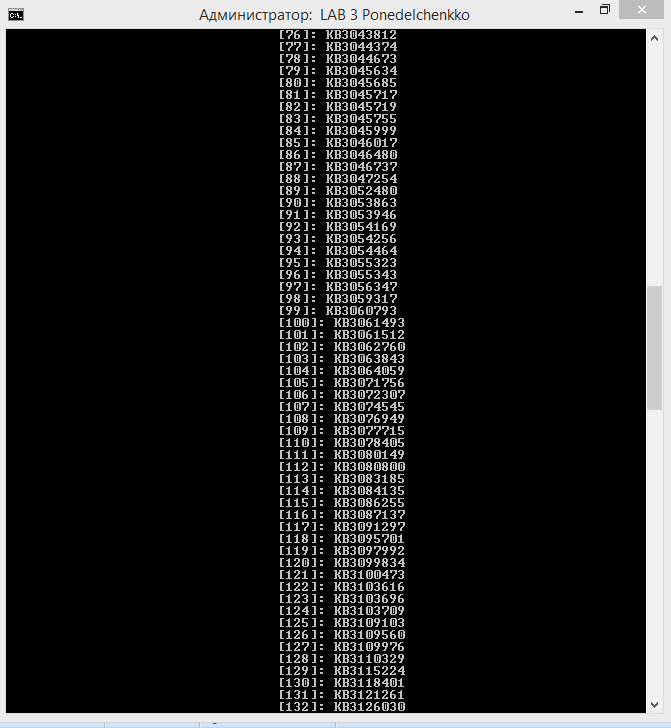 Администратор: LAB 3 Ponedelchenkko
[76]: KB3043812
[77]: KB3044374
[78]: KB3044673
[79]: KB3045634
[80]: KB3045685
[81]: KB3045717
[82]: KB3045719
[83]: KB3045755
[84]: KB3045999
[85]: KB3046017
[86]: KB3046480
[87]: KB3046737
[88]: KB3047254
[89]: KB3052480
[90]: KB3053863
[91]: KB3053946
[92]: KB3054169
[93]: KB3054256
[94]: KB3054464
[95]: KB3055323
[96]: KB3055343
[97]: KB3056347
[98]: KB3059317
[99]: KB3060793
[100]: KB3061493
[101]: KB3061512
[102]: KB3062760
[103]: KB3063843
[104]: KB3064059
[105]: KB3071756
[106]: KB3072307
[107]: KB3074545
[108]: KB3076949
[109]: KB3077715
[110]: KB3078405
[111]: KB3080149
[112]: KB3080800
[113]: KB3083185
[114]: KB3084135
[115]: KB3086255
[116]: KB3087137
[117]: KB3091297
[118]: KB3095701
[119]: KB3097992
[120]: KB3099834
[121]: KB3100473
[122]: KB3103616
[123]: KB3103696
[124]: KB3103709
[125]: KB3109103
[126]: KB3109560
[127]: KB3109976
[128]: KB3110329
[129]: KB3115224
[130]: KB3118401
[131]: KB3121261
[132]: KB3126030